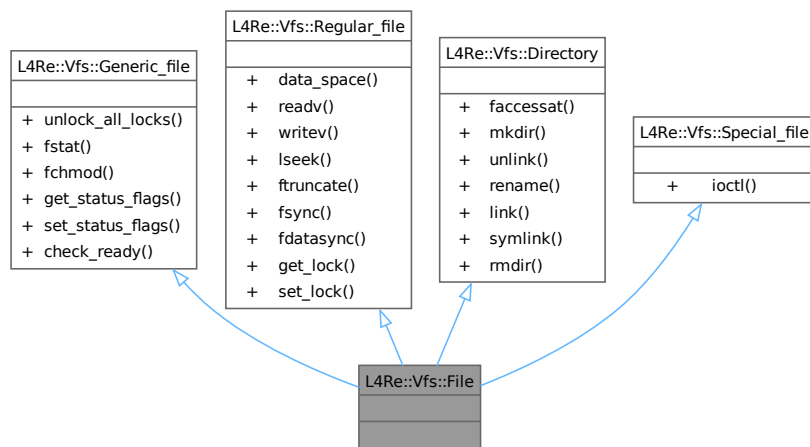 L4Re::Vfs::Generic_file
+ unlock_all_locks()
+ fstat()
+ fchmod()
+ get_status_flags()
+ set_status_flags()
+ check_ready()
L4Re::Vfs::Regular_file
+ data_space()
+ readv()
+ writev()
+ lseek()
+ ftruncate()
+ fsync()
+ fdatasync()
+ get_lock()
+ set_lock()
L4Re::Vfs::Directory
+ faccessat()
+ mkdir()
+ unlink()
+ rename()
+ link()
+ symlink()
+ rmdir()
L4Re::Vfs::Special_file
+ ioctl()
L4Re::Vfs::File